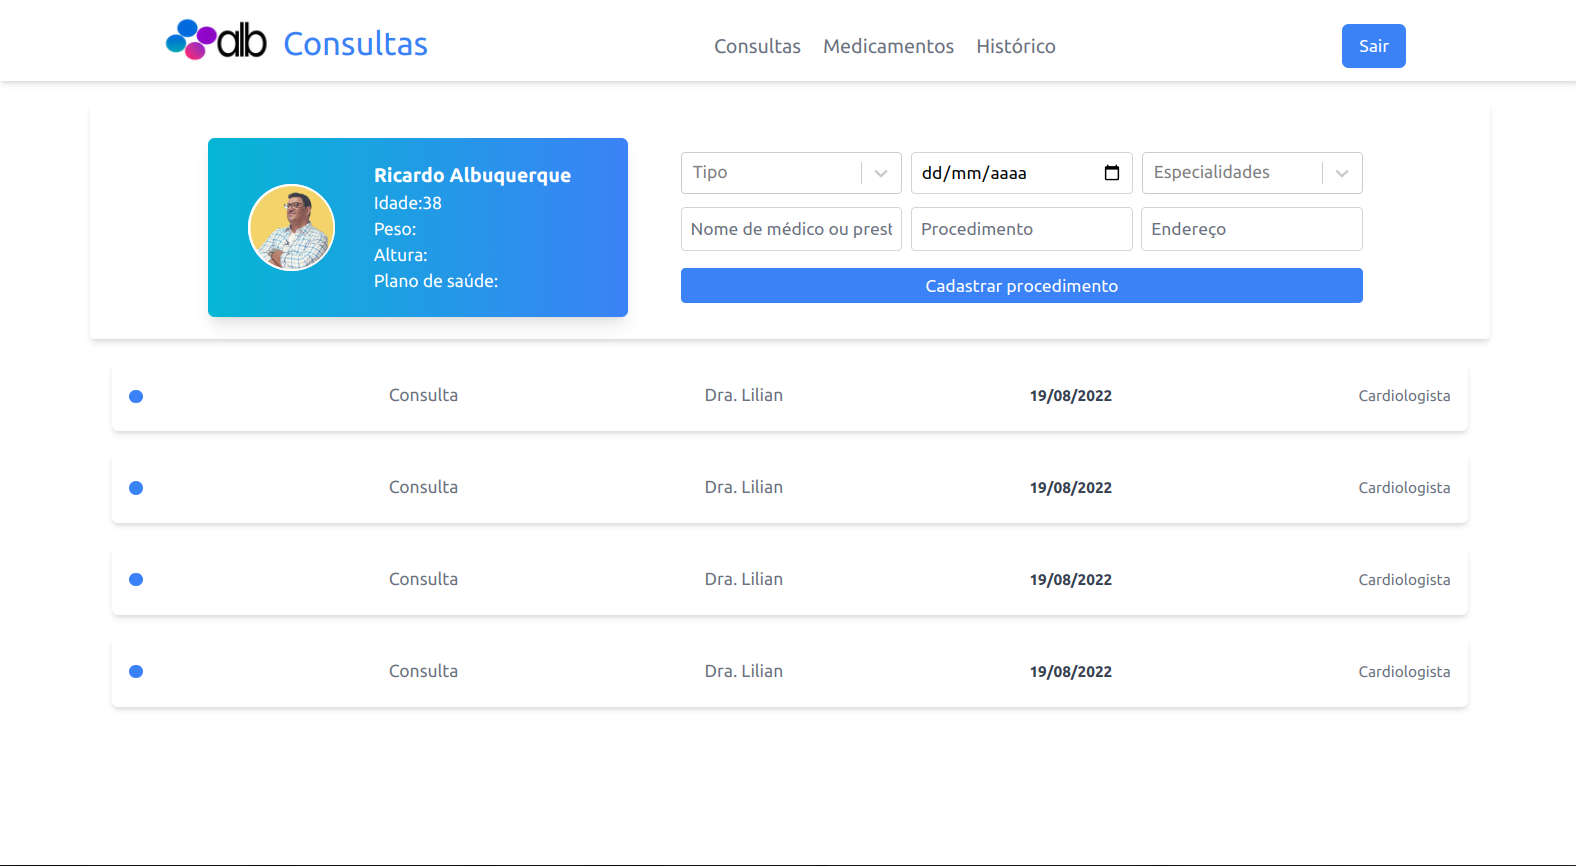 alb Consultas
Consultas Medicamentos Histórico
Sair
Ricardo Albuquerque
Idade:38
Peso:
Altura:
Plano de saúde:
Tipo
dd/mm/aaaa
Especialidades
Nome de médico ou prest
Procedimento
Endereço
Cadastrar procedimento
Consulta Dra. Lilian 19/08/2022 Cardiologista
Consulta Dra. Lilian 19/08/2022 Cardiologista
Consulta Dra. Lilian 19/08/2022 Cardiologista
Consulta Dra. Lilian 19/08/2022 Cardiologista